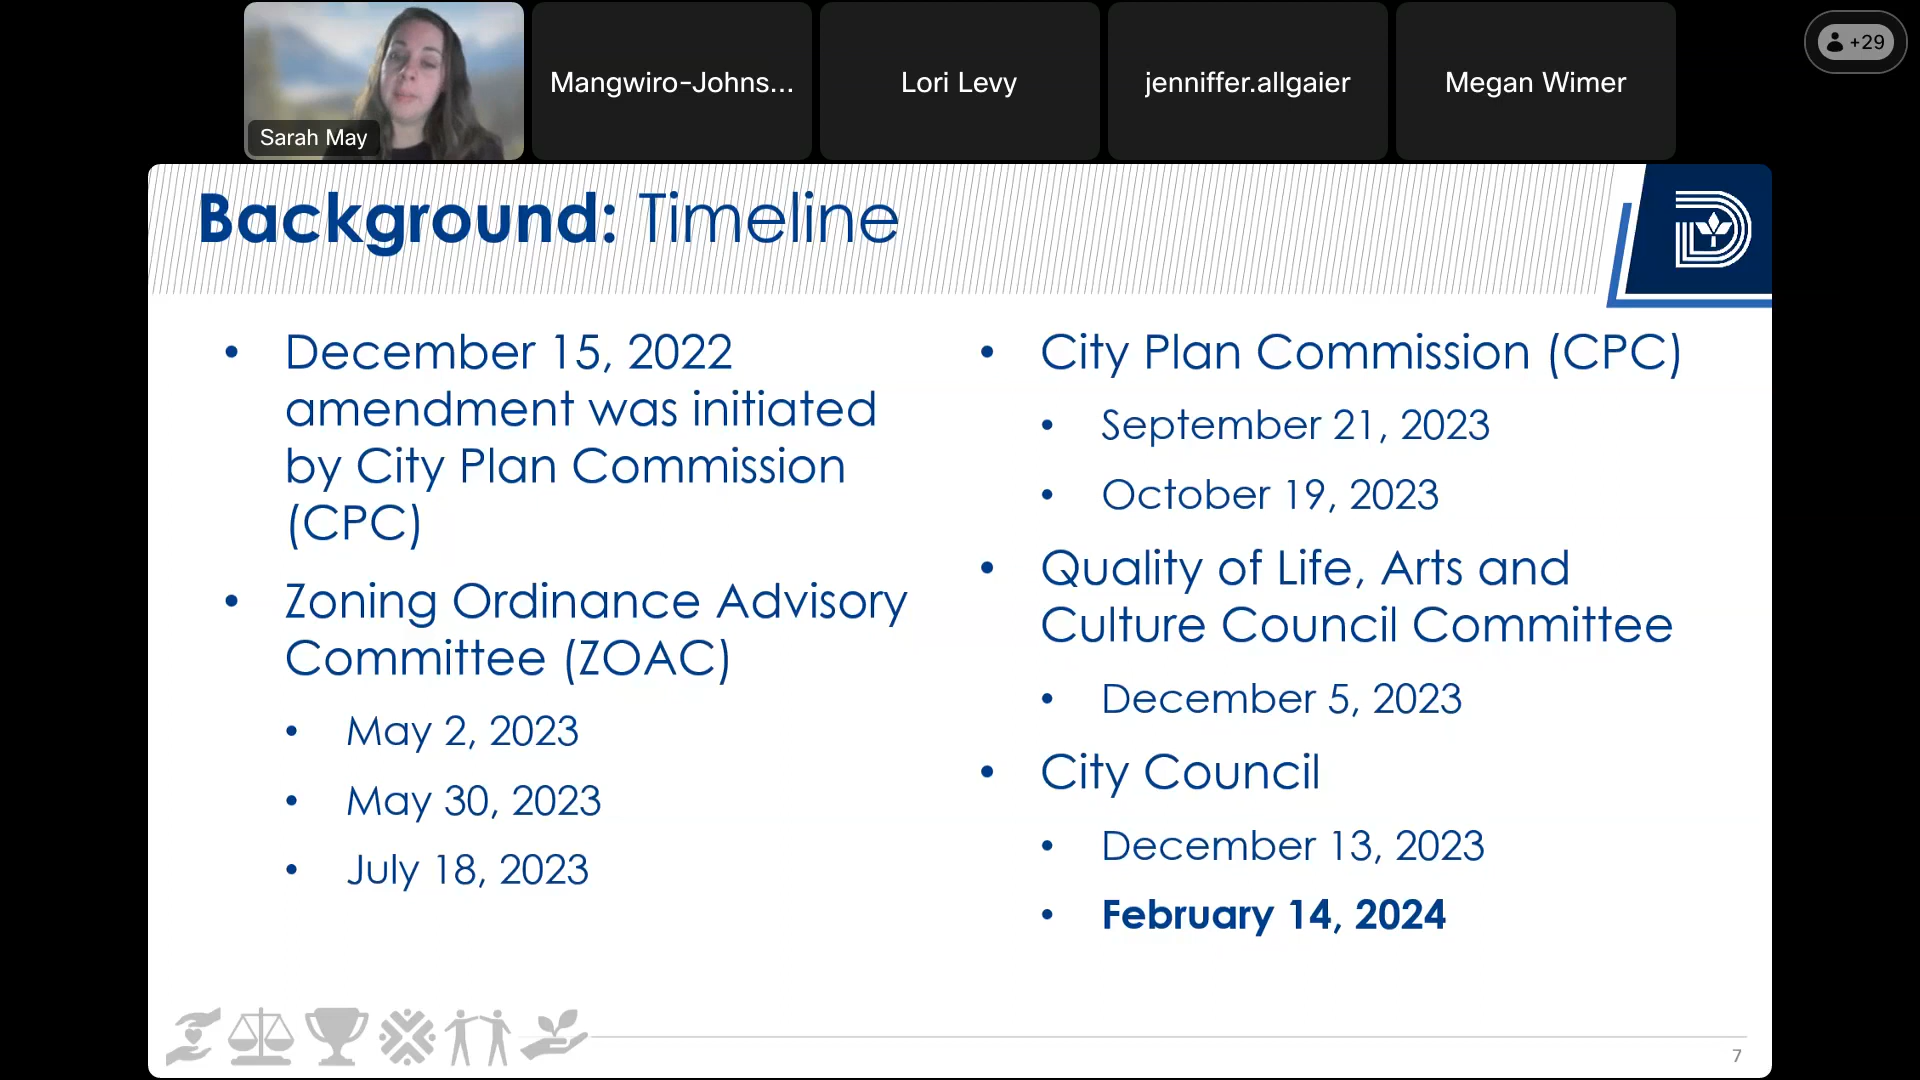 Sarah May
Mangwiro-Johns...
Lori Levy
jenniffer.allgaier
Megan Wimer
+29
Background: Timeline
• December 15, 2022
amendment was initiated
by City Plan Commission
(CPC)
• Zoning Ordinance Advisory
Committee (ZOAC)
• May 2, 2023
• May 30, 2023
• July 18, 2023
• City Plan Commission (CPC)
• September 21, 2023
• October 19, 2023
• Quality of Life, Arts and
Culture Council Committee
• December 5, 2023
• City Council
• December 13, 2023
• February 14, 2024
7